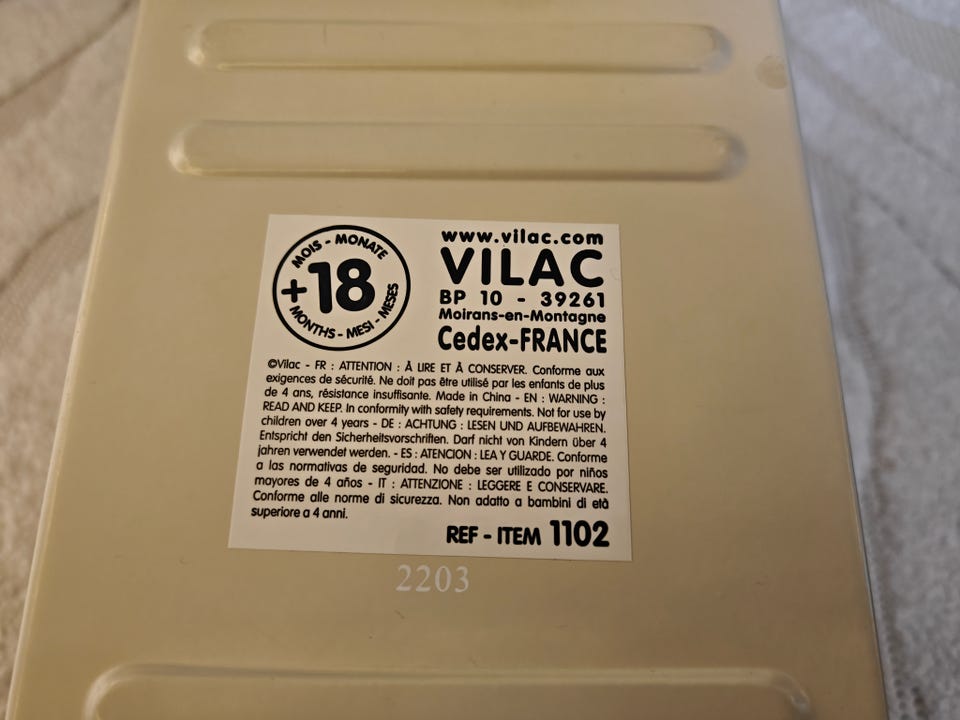 MOIS - MONATE
+18
MONTHS - MESI - MESES
www.vilac.com
VILAC
BP 10 - 39261
Moirans-en-Montagne
Cedex-FRANCE
©Vilac - FR : ATTENTION : À LIRE ET À CONSERVER. Conforme aux
exigences de sécurité. Ne doit pas être utilisé par les enfants de plus
de 4 ans, résistance insuffisante. Made in China - EN : WARNING :
READ AND KEEP. In conformity with safety requirements. Not for use by
children over 4 years - DE : ACHTUNG : LESEN UND AUFBEWAHREN.
Entspricht den Sicherheitsvorschriften. Darf nicht von Kindern über 4
jahren verwendet werden. - ES : ATENCION : LEA Y GUARDE. Conforme
a las normativas de seguridad. No debe ser utilizado por niños
mayores de 4 años - IT : ATTENZIONE : LEGGERE E CONSERVARE.
Conforme alle norme di sicurezza. Non adatto a bambini di età
superiore a 4 anni.
REF - ITEM 1102
2203